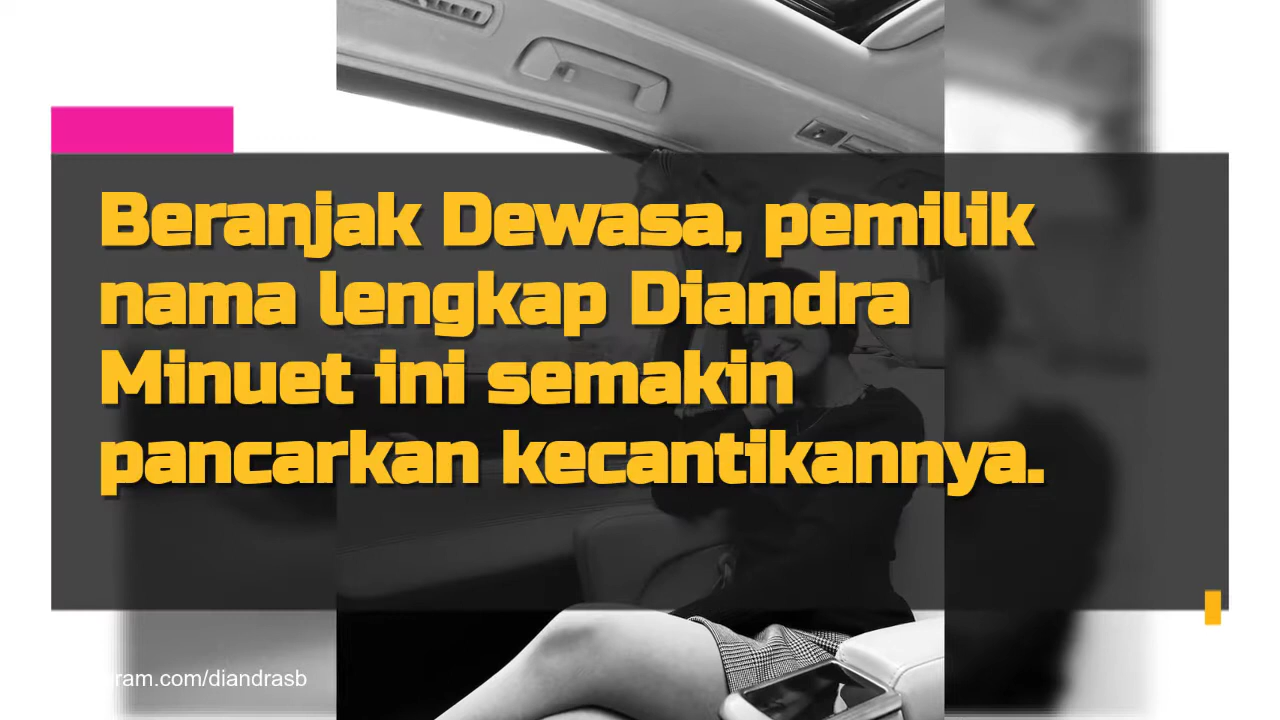 Beranjak Dewasa, pemilik
nama lengkap Diandra
Minuet ini semakin
pancarkan kecantikannya.
ram.com/diandrasb